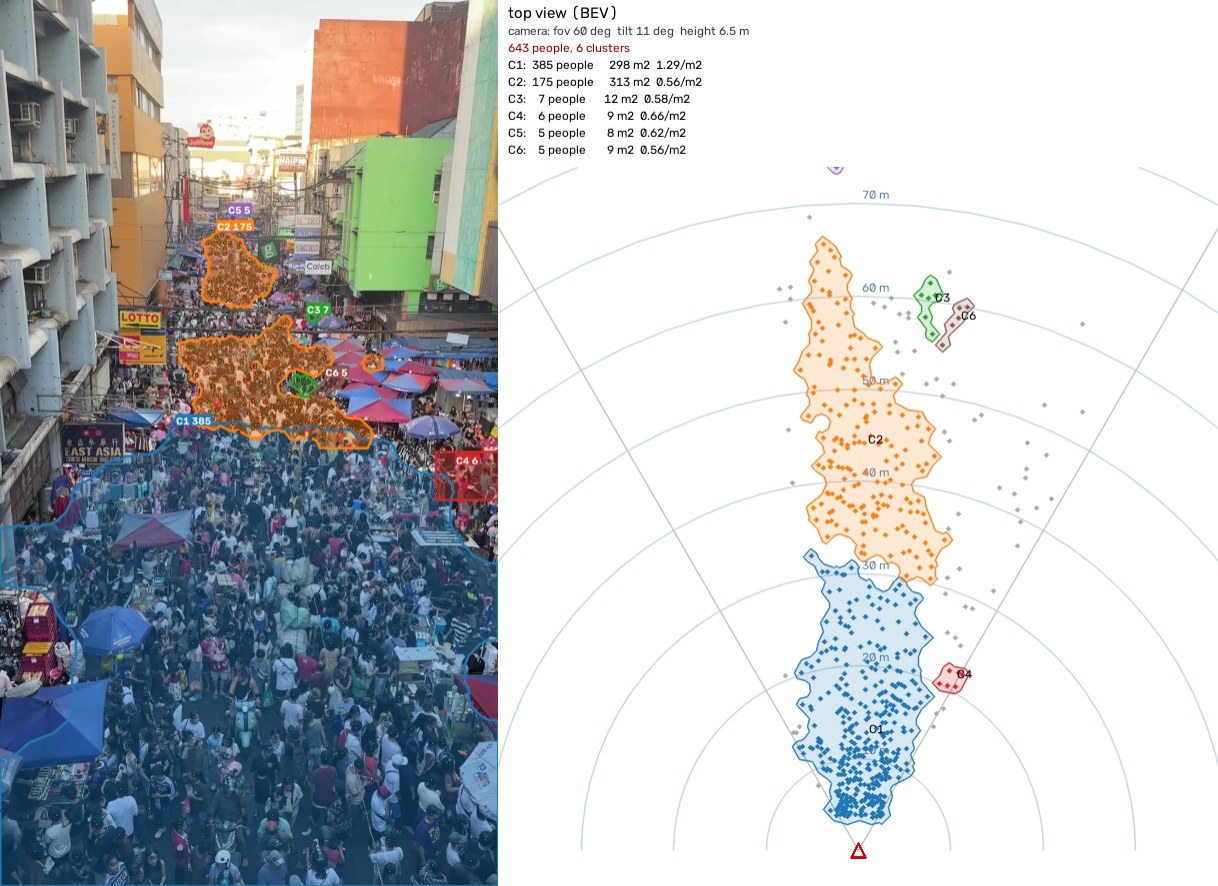 top view (BEV)
camera: fov 60 deg tilt 11 deg height 6.5 m
643 people, 6 clusters
C1: 385 people 298 m2 1.29/m2
C2: 175 people 313 m2 0.56/m2
C3: 7 people 12 m2 0.58/m2
C4: 6 people 9 m2 0.66/m2
C5: 5 people 8 m2 0.62/m2
C6: 5 people 9 m2 0.56/m2
Jollibee
C5 5
C2 175
Caleb
C3 7
LOTTO
C6 5
C1 385
EAST ASIA
C4 6
70 m
60 m
C3
C6
50 m
C2
40 m
30 m
20 m
C4
C1